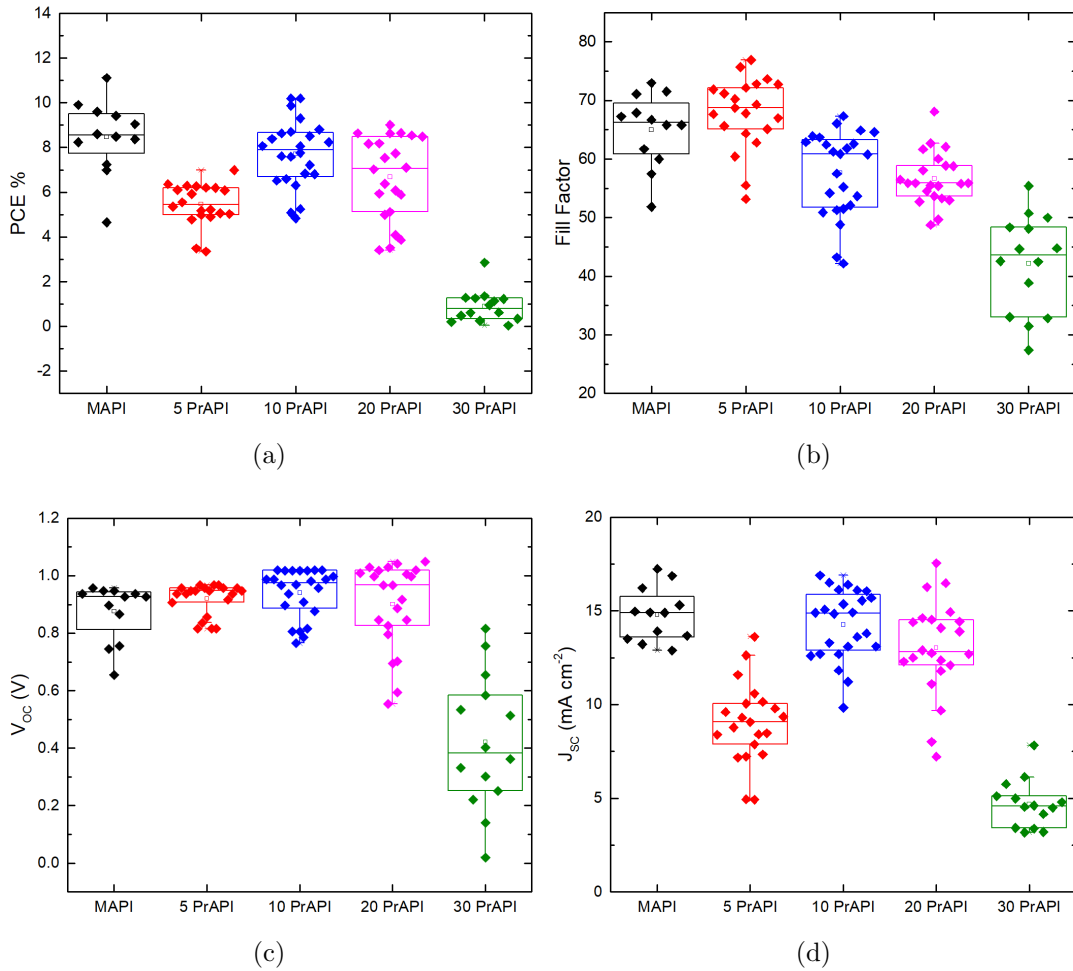 14
12
10
8
6
4
2
0
-2
PCE %
MAPI 5 PrAPI 10 PrAPI 20 PrAPI 30 PrAPI
(a)
80
70
60
50
40
30
20
Fill Factor
MAPI 5 PrAPI 10 PrAPI 20 PrAPI 30 PrAPI
(b)
1.2
1.0
0.8
0.6
0.4
0.2
0.0
V_OC (V)
MAPI 5 PrAPI 10 PrAPI 20 PrAPI 30 PrAPI
(c)
20
15
10
5
0
J_SC (mA cm⁻²)
MAPI 5 PrAPI 10 PrAPI 20 PrAPI 30 PrAPI
(d)